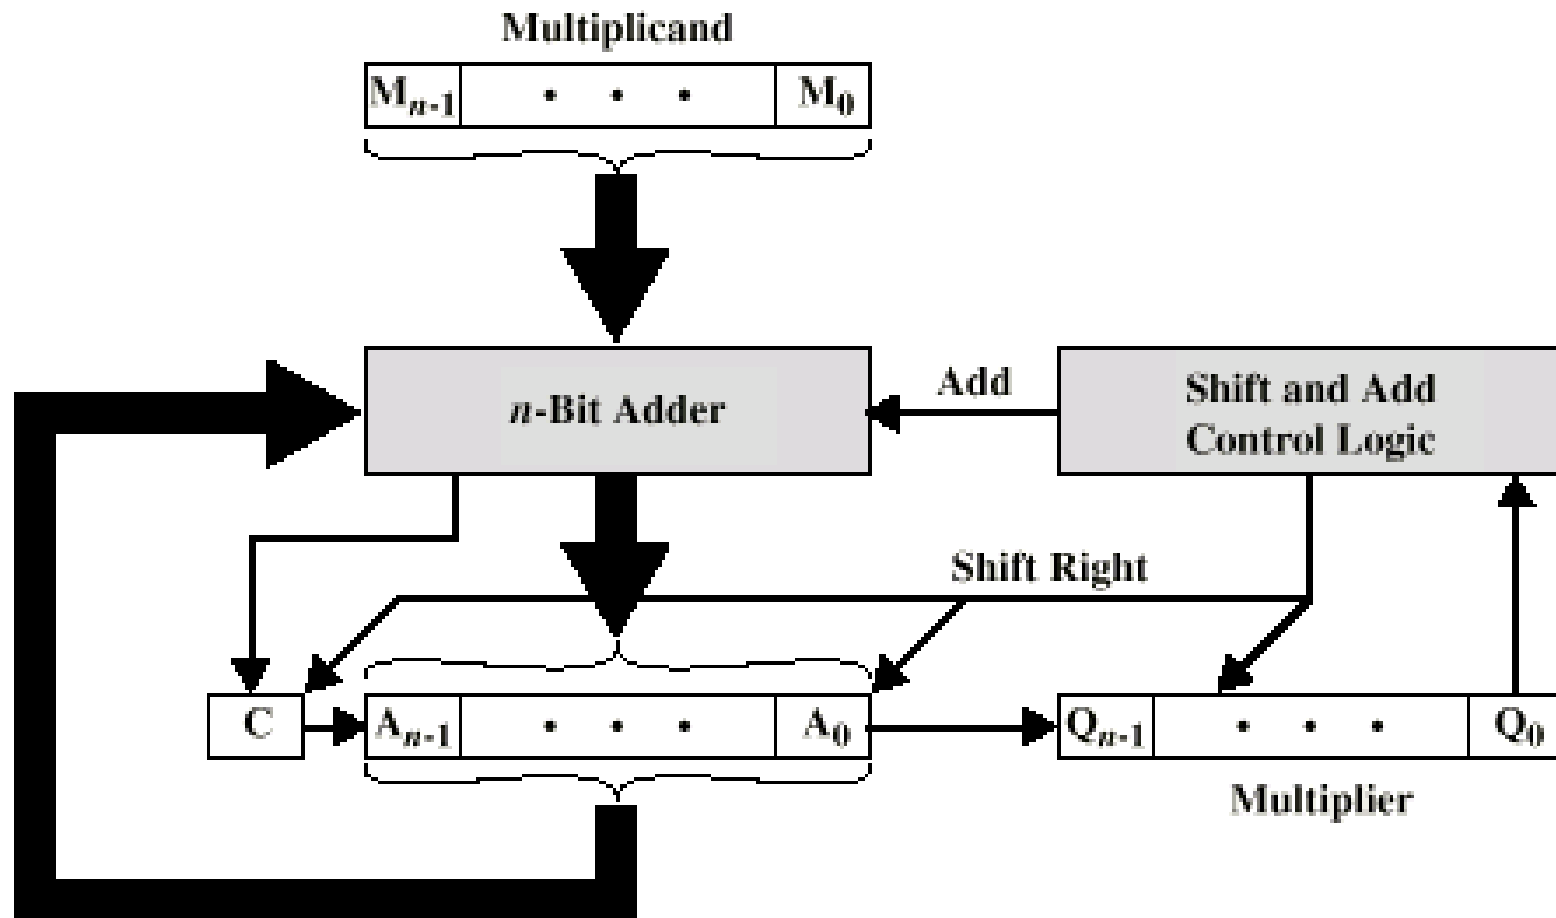 Multiplicand
Mn-1 • • • M0
n-Bit Adder
Add
Shift and Add
Control Logic
Shift Right
C
An-1 • • • A0
Qn-1 • • • Q0
Multiplier